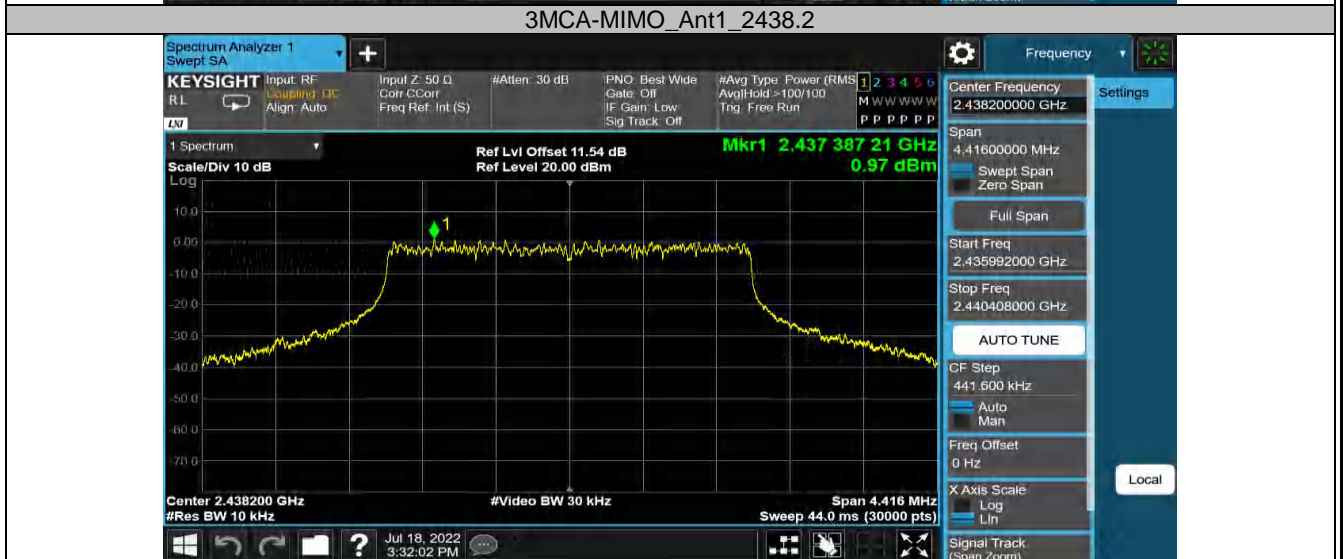 3MCA-MIMO_Ant1_2438.2
Spectrum Analyzer 1
Swept SA
Frequency
KEYSIGHT
RL
LXI
Input: RF
Coupling: DC
Align: Auto
Input Z: 50 Ω
Corr CCorr
Freq Ref: Int (S)
#Atten: 30 dB
PNO: Best Wide
Gate: Off
IF Gain: Low
Sig Track: Off
#Avg Type: Power (RMS
Avg|Hold:>100/100
Trig: Free Run
1 2 3 4 5 6
M W W W W W
P P P P P P
1 Spectrum
Scale/Div 10 dB
Log
Ref Lvl Offset 11.54 dB
Ref Level 20.00 dBm
Mkr1 2.437 387 21 GHz
0.97 dBm
10.0
0.00
-10.0
-20.0
-30.0
-40.0
-50.0
-60.0
-70.0
1
Center 2.438200 GHz
#Res BW 10 kHz
#Video BW 30 kHz
Span 4.416 MHz
Sweep 44.0 ms (30000 pts)
Jul 18, 2022
3:32:02 PM
Center Frequency
2.438200000 GHz
Settings
Span
4.41600000 MHz
Swept Span
Zero Span
Full Span
Start Freq
2.435992000 GHz
Stop Freq
2.440408000 GHz
AUTO TUNE
CF Step
441.600 kHz
Auto
Man
Freq Offset
0 Hz
X Axis Scale
Log
Lin
Local
Signal Track
(Span Zoom)